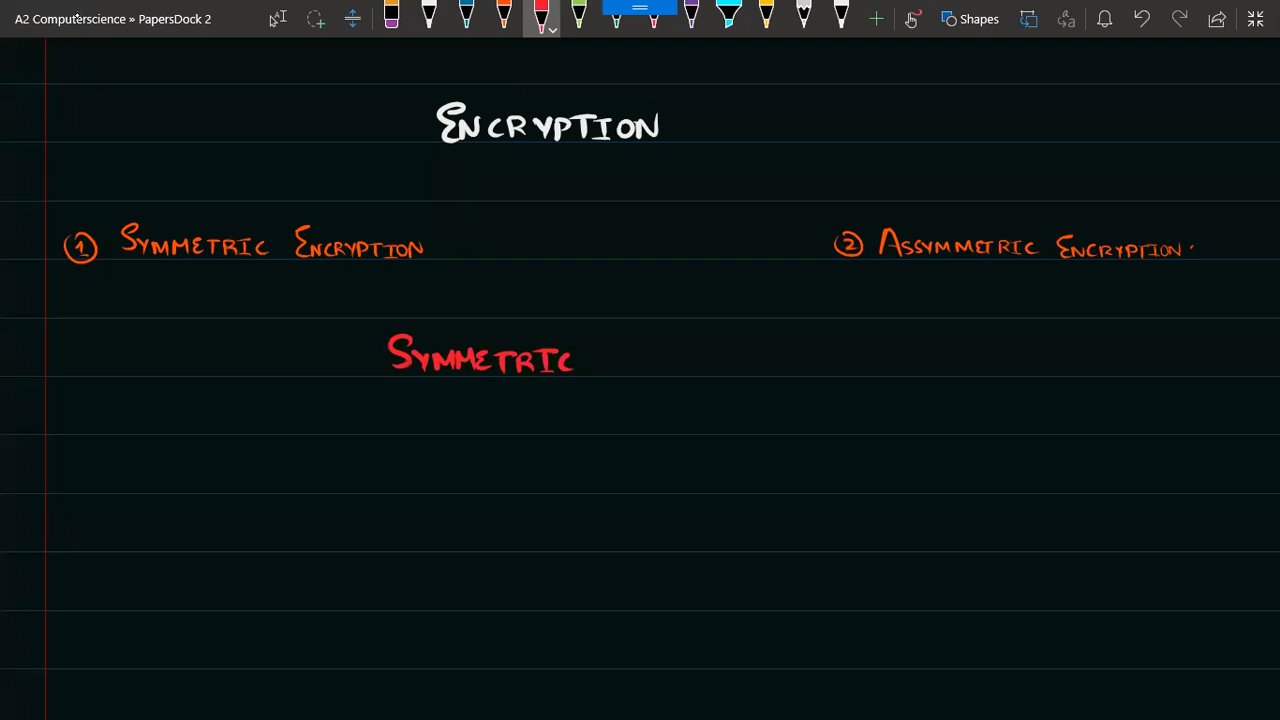 A2 Computerscience » PapersDock 2
Shapes
ENCRYPTION
① SYMMETRIC ENCRYPTION
② ASSYMMETRIC ENCRYPTION.
SYMMETRIC